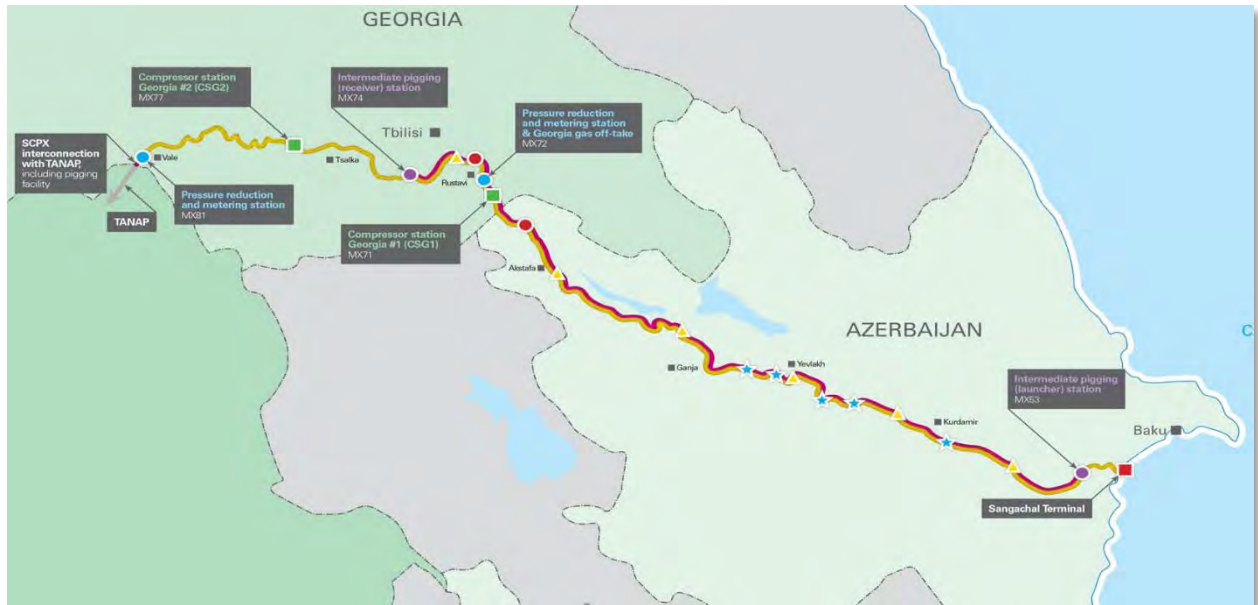 GEORGIA
Compressor station
Georgia #2 (CSG2)
MX77
Intermediate pigging
(receiver) station
MX74
Tbilisi
Pressure reduction
and metering station
& Georgia gas off-take
MX72
SCPX
interconnection
with TANAP,
including pigging
facility
Vale
Tsalka
Rustavi
Pressure reduction
and metering station
MX81
TANAP
Compressor station
Georgia #1 (CSG1)
MX71
Akstafa
AZERBAIJAN
C
Ganja
Yevlakh
Intermediate pigging
(launcher) station
MX53
Kurdamir
Baku
Sangachal Terminal